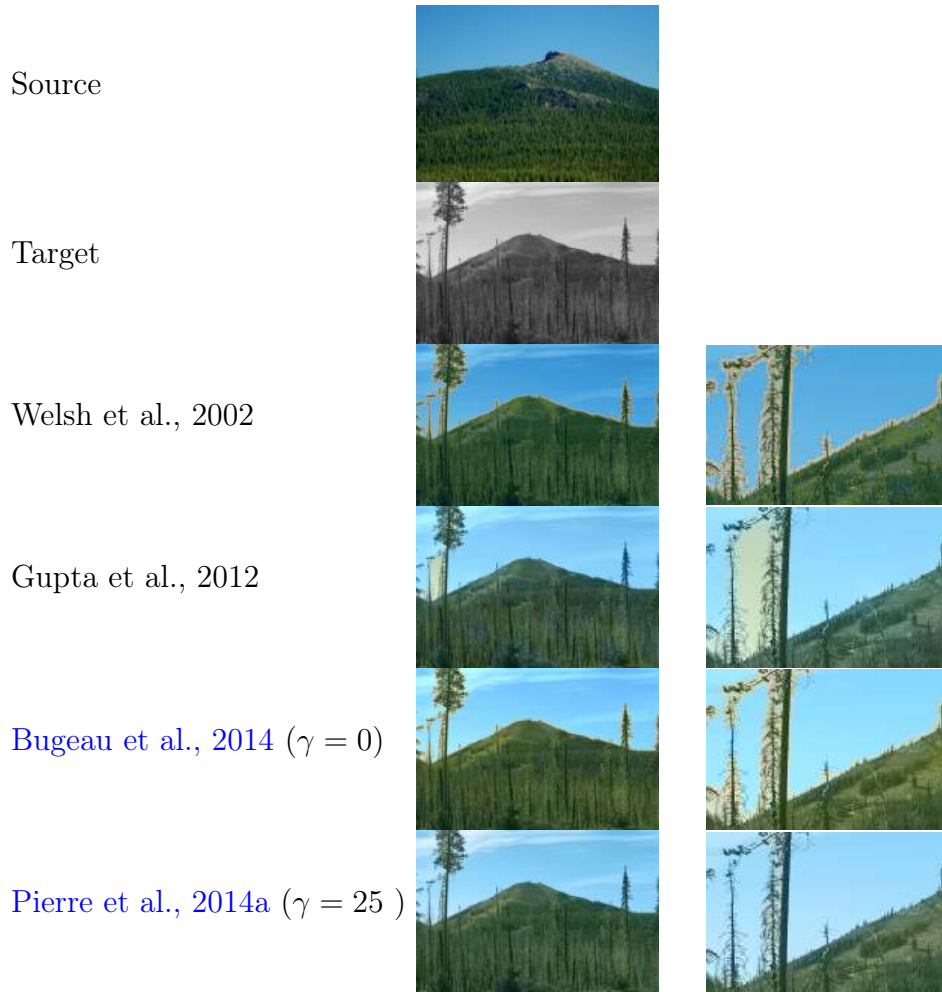 Source
Target
Welsh et al., 2002
Gupta et al., 2012
Bugeau et al., 2014 (γ = 0)
Pierre et al., 2014a (γ = 25 )